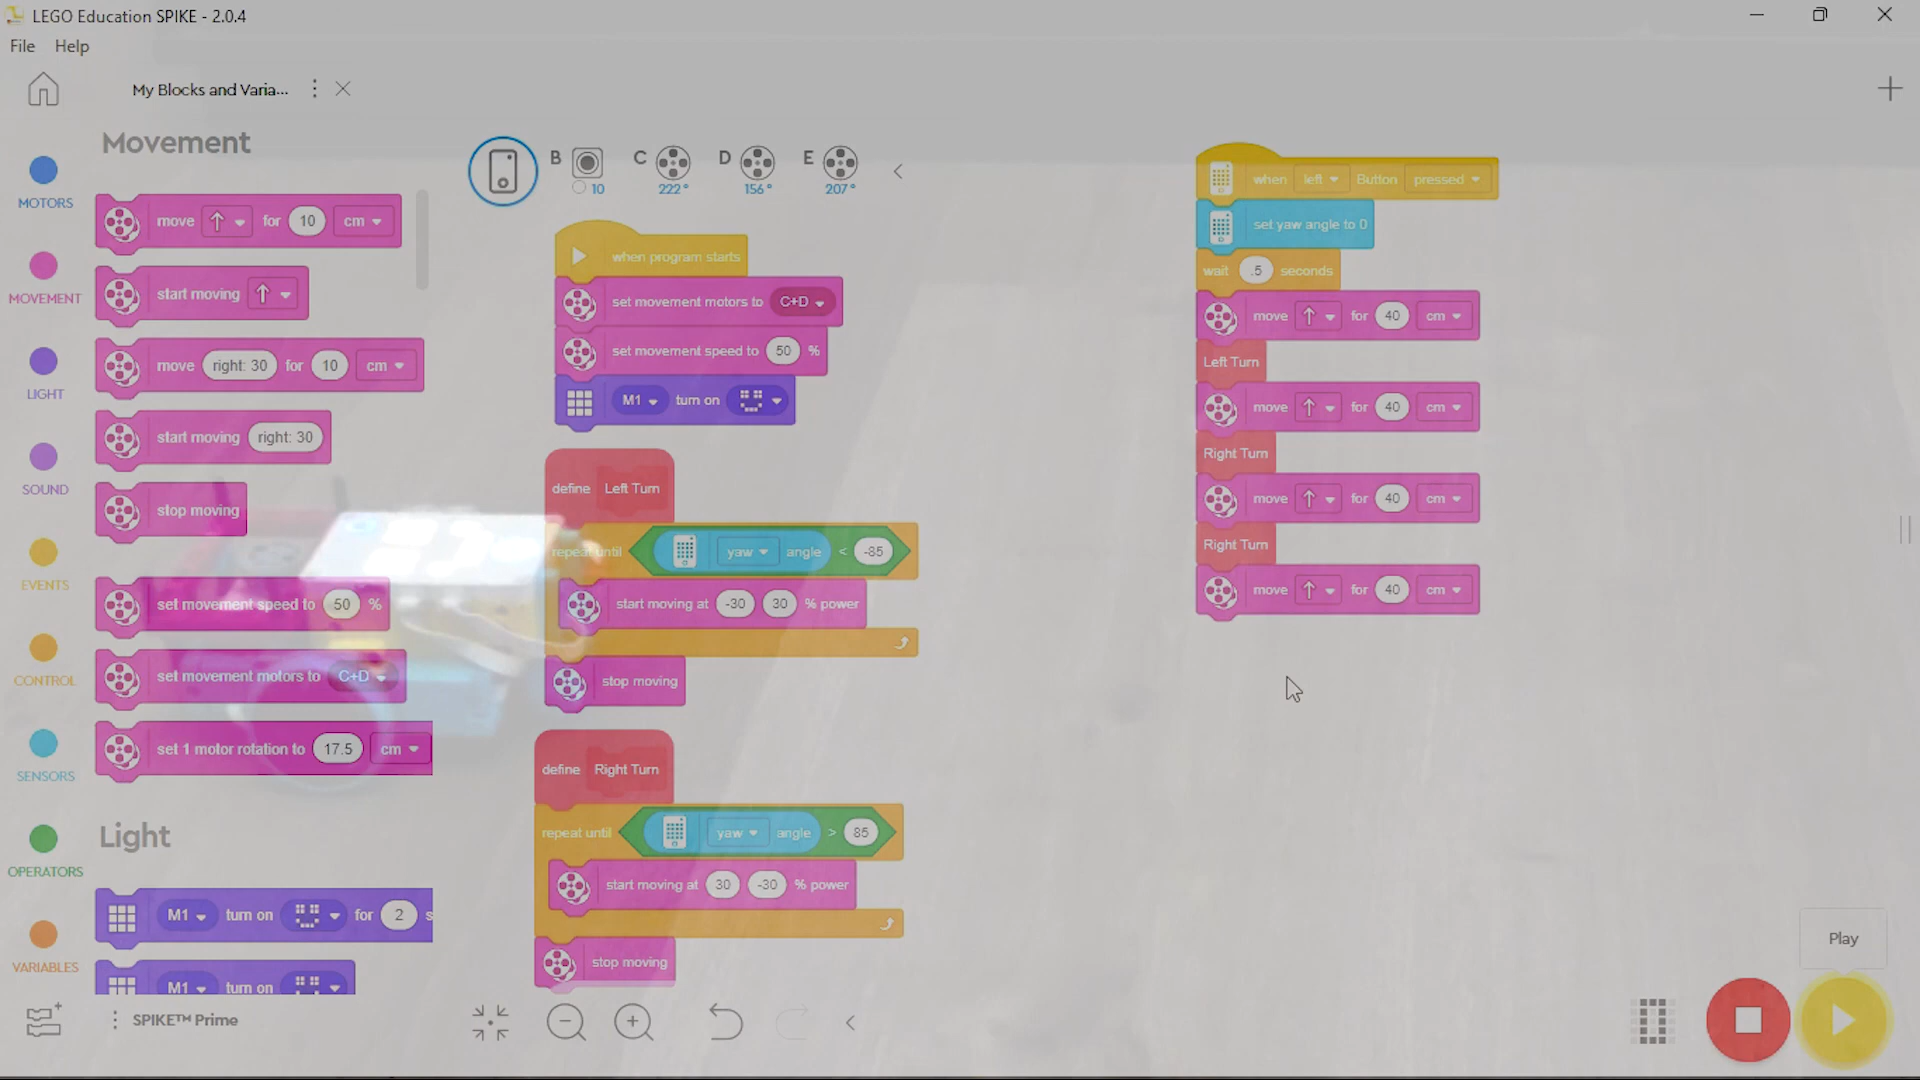 LEGO Education SPIKE - 2.0.4
File Help
My Blocks and Varia...
Movement
MOTORS
MOVEMENT
LIGHT
SOUND
EVENTS
CONTROL
SENSORS
OPERATORS
VARIABLES
move for 10 cm
start moving
move right: 30 for 10 cm
start moving right: 30
stop moving
set movement speed to 50 %
set movement motors to C+D
set 1 motor rotation to 17.5 cm
Light
M1 turn on for 2 s
M1 turn on
SPIKE™ Prime
B 10
C 222°
D 156°
E 207°
when program starts
set movement motors to C+D
set movement speed to 50 %
M1 turn on
define Left Turn
repeat until yaw angle < -85
start moving at -30 30 % power
stop moving
define Right Turn
repeat until yaw angle > 85
start moving at 30 -30 % power
stop moving
when left Button pressed
set yaw angle to 0
wait .5 seconds
move for 40 cm
Left Turn
move for 40 cm
Right Turn
move for 40 cm
Right Turn
move for 40 cm
Play